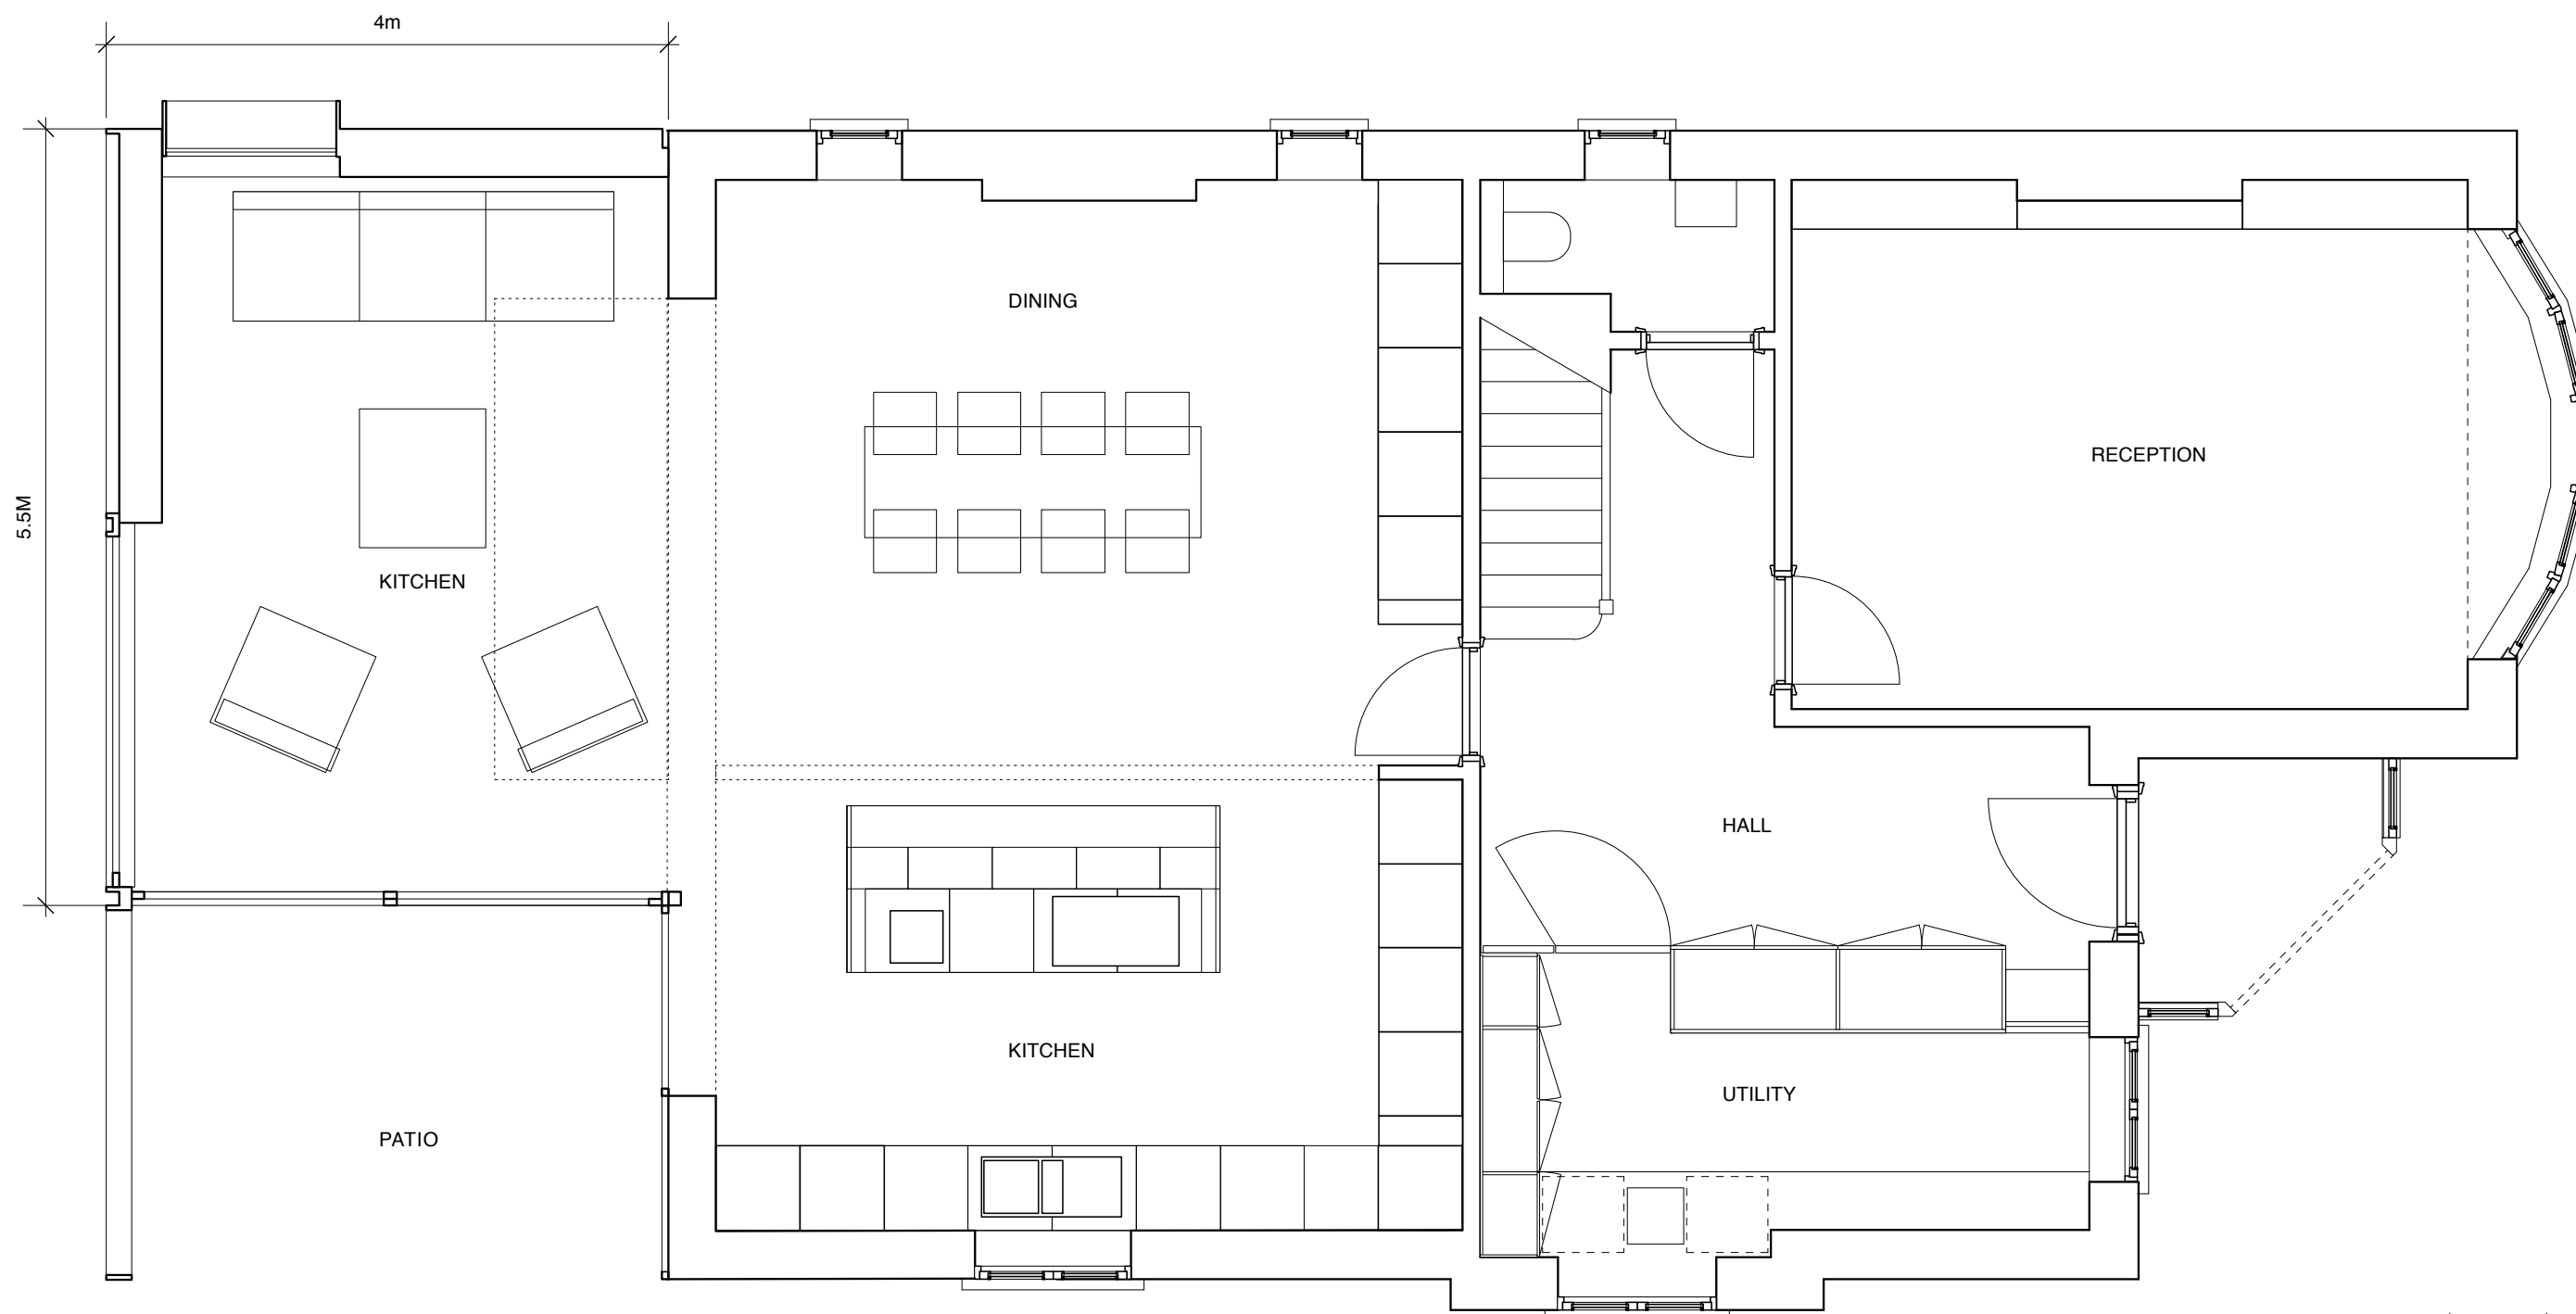 4m
5.5M
DINING
RECEPTION
KITCHEN
HALL
KITCHEN
UTILITY
PATIO